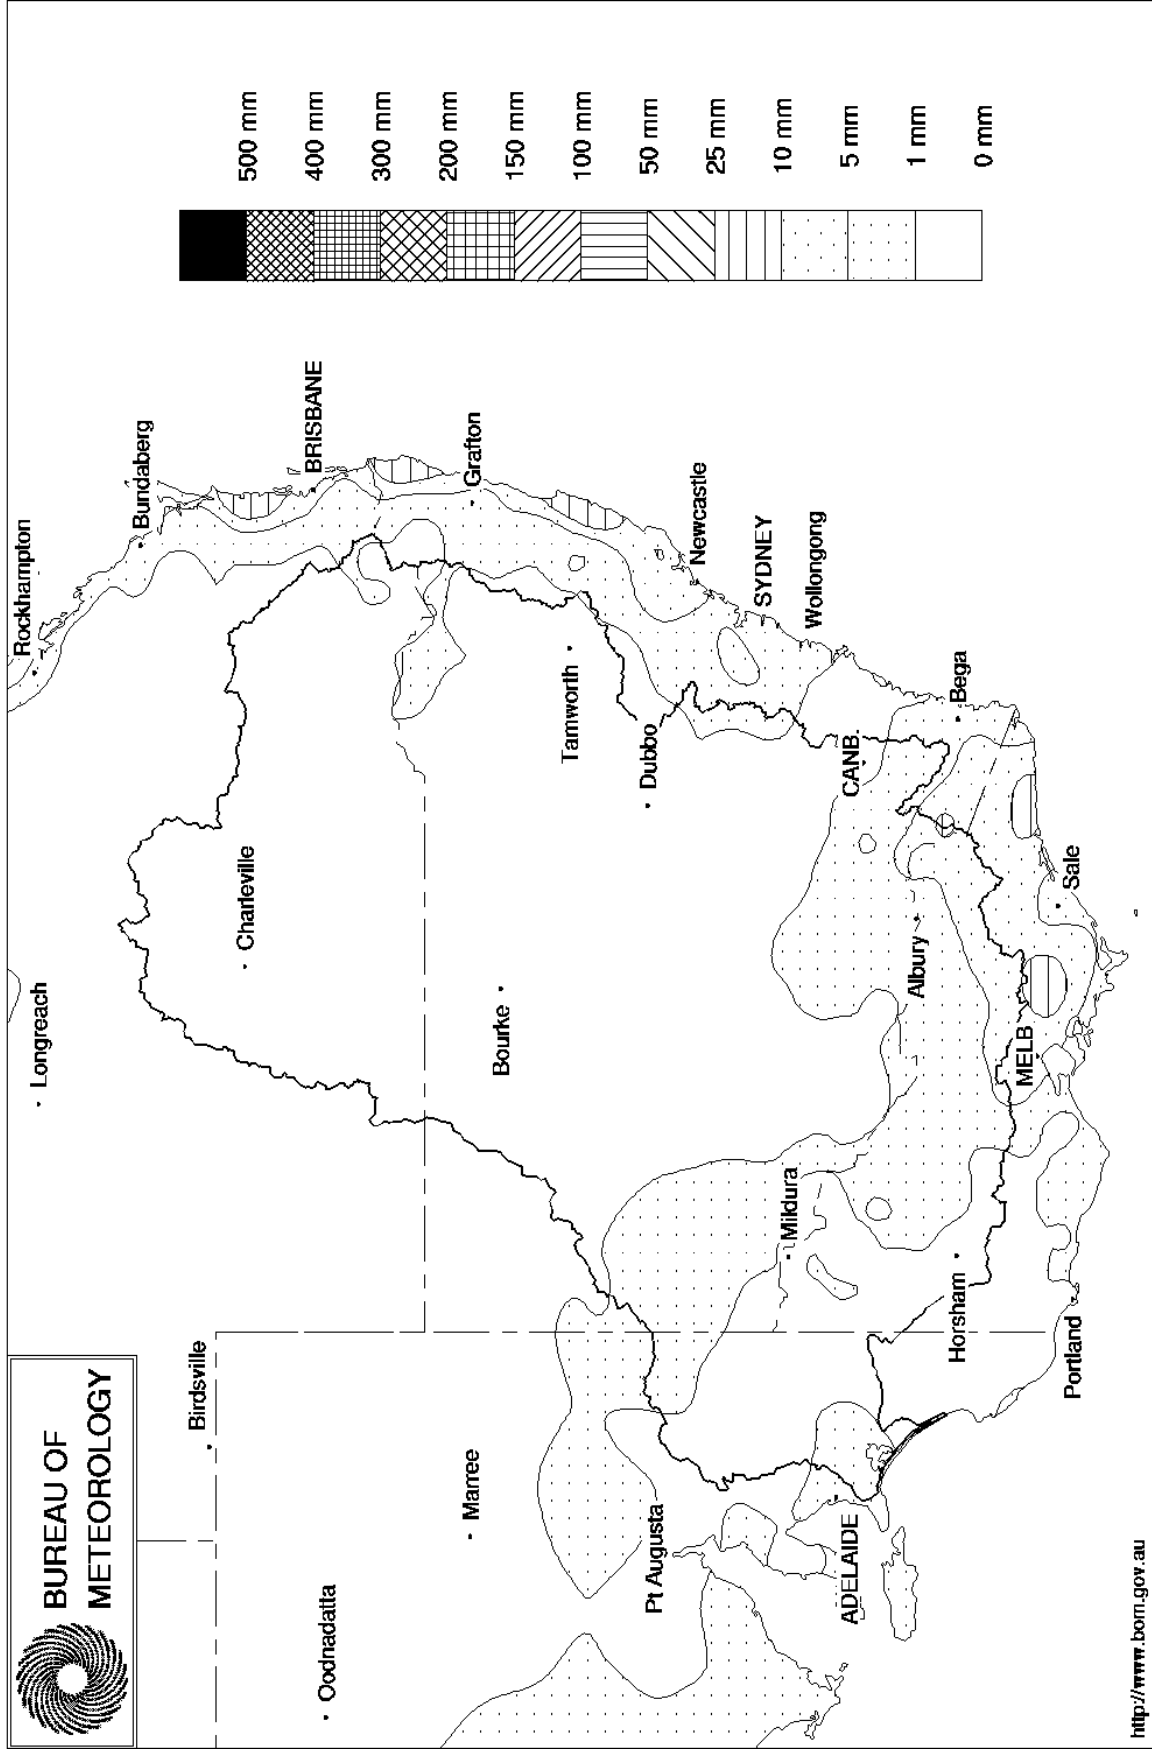 BUREAU OF
METEOROLOGY
Longreach
Rockhampton
Bundaberg
Birdsville
Charleville
BRISBANE
Oodnadatta
Marree
Bourke
Grafton
Tamworth
Pt Augusta
Dubbo
Newcastle
SYDNEY
Mildura
Wollongong
ADELAIDE
CANB.
Albury
Horsham
Bega
MELB
Sale
Portland
500 mm
400 mm
300 mm
200 mm
150 mm
100 mm
50 mm
25 mm
10 mm
5 mm
1 mm
0 mm
http://www.bom.gov.au